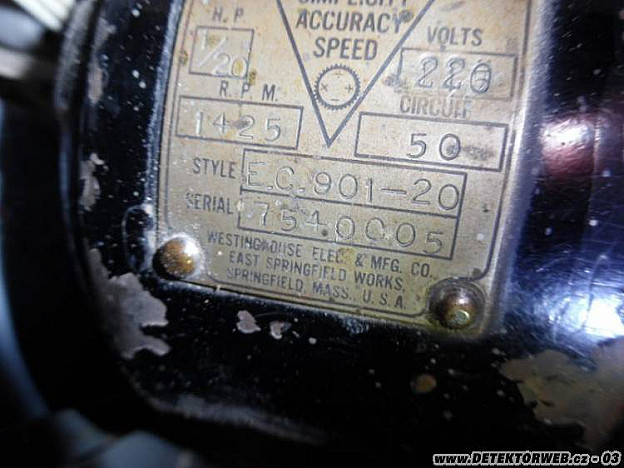 SIMPLICITY
ACCURACY
SPEED
H.P.
1/20
VOLTS
220
R.P.M.
1425
CIRCUIT
50
STYLE E.C.901-20
SERIAL 7540005
WESTINGHOUSE ELEC. & MFG. CO.,
EAST SPRINGFIELD WORKS,
SPRINGFIELD, MASS., U.S.A.
www.DETEKTORWEB.cz - 03